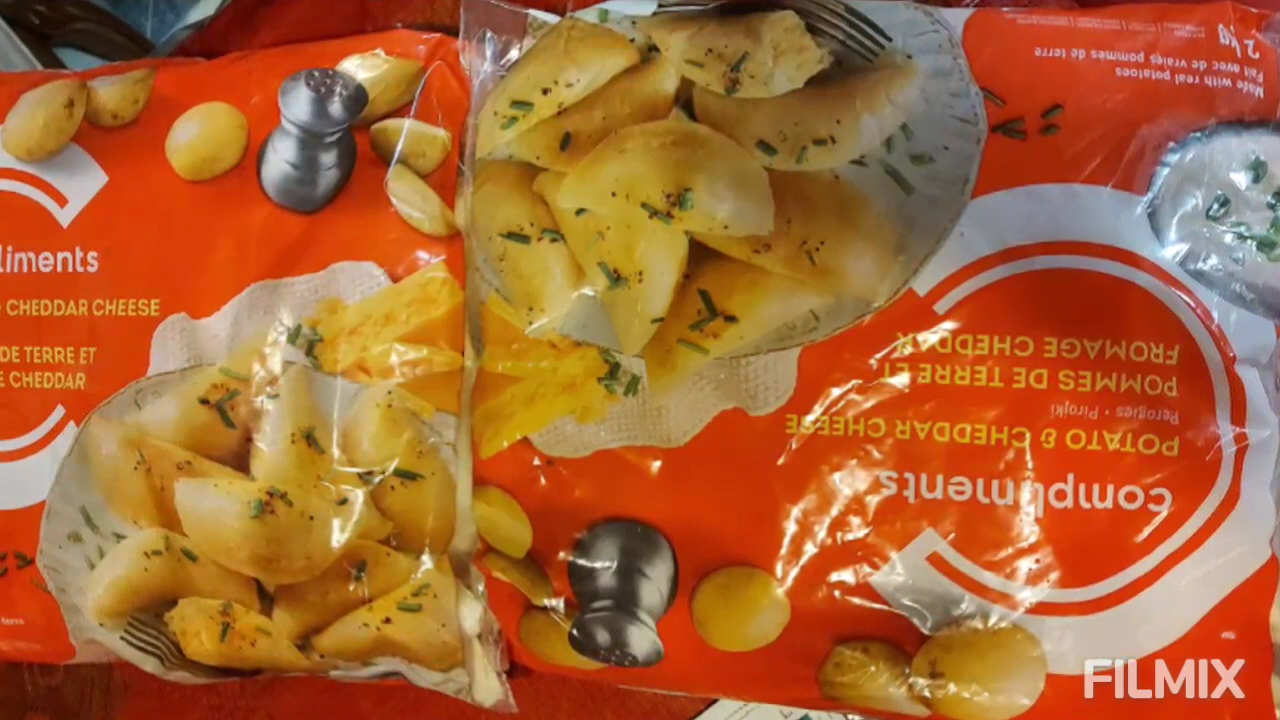 liments
CHEDDAR CHEESE
DE TERRE ET
E CHEDDAR
terre
Compliments
POTATO & CHEDDAR CHEESE
Perogies • Pirojki
POMMES DE TERRE ET
FROMAGE CHEDDAR
Made with real potatoes
Fait avec de vraies pommes de terre
2 kg
FILMIX